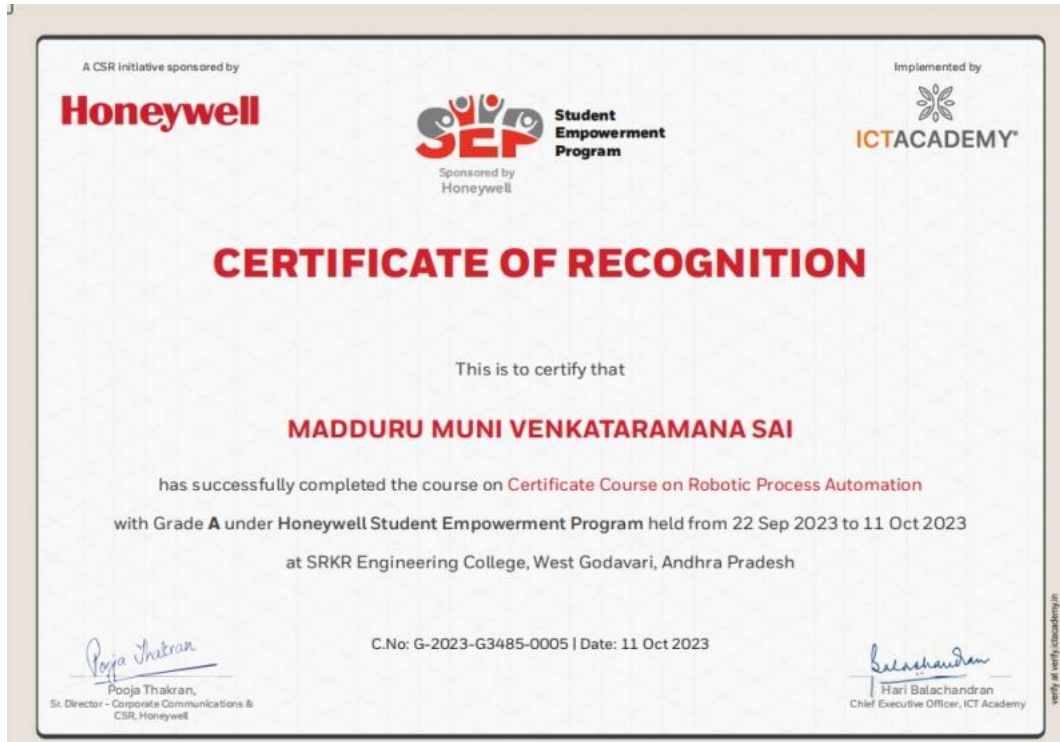 A CSR initiative sponsored by
Honeywell
SEP
Student
Empowerment
Program
Sponsored by
Honeywell
Implemented by
ICTACADEMY®
CERTIFICATE OF RECOGNITION
This is to certify that
MADDURU MUNI VENKATARAMANA SAI
has successfully completed the course on Certificate Course on Robotic Process Automation
with Grade A under Honeywell Student Empowerment Program held from 22 Sep 2023 to 11 Oct 2023
at SRKR Engineering College, West Godavari, Andhra Pradesh
C.No: G-2023-G3485-0005 | Date: 11 Oct 2023
Pooja Thakran
Pooja Thakran,
Sr. Director - Corporate Communications &
CSR, Honeywell
Balachandran
Hari Balachandran
Chief Executive Officer, ICT Academy
verify at verify.ictacademy.in